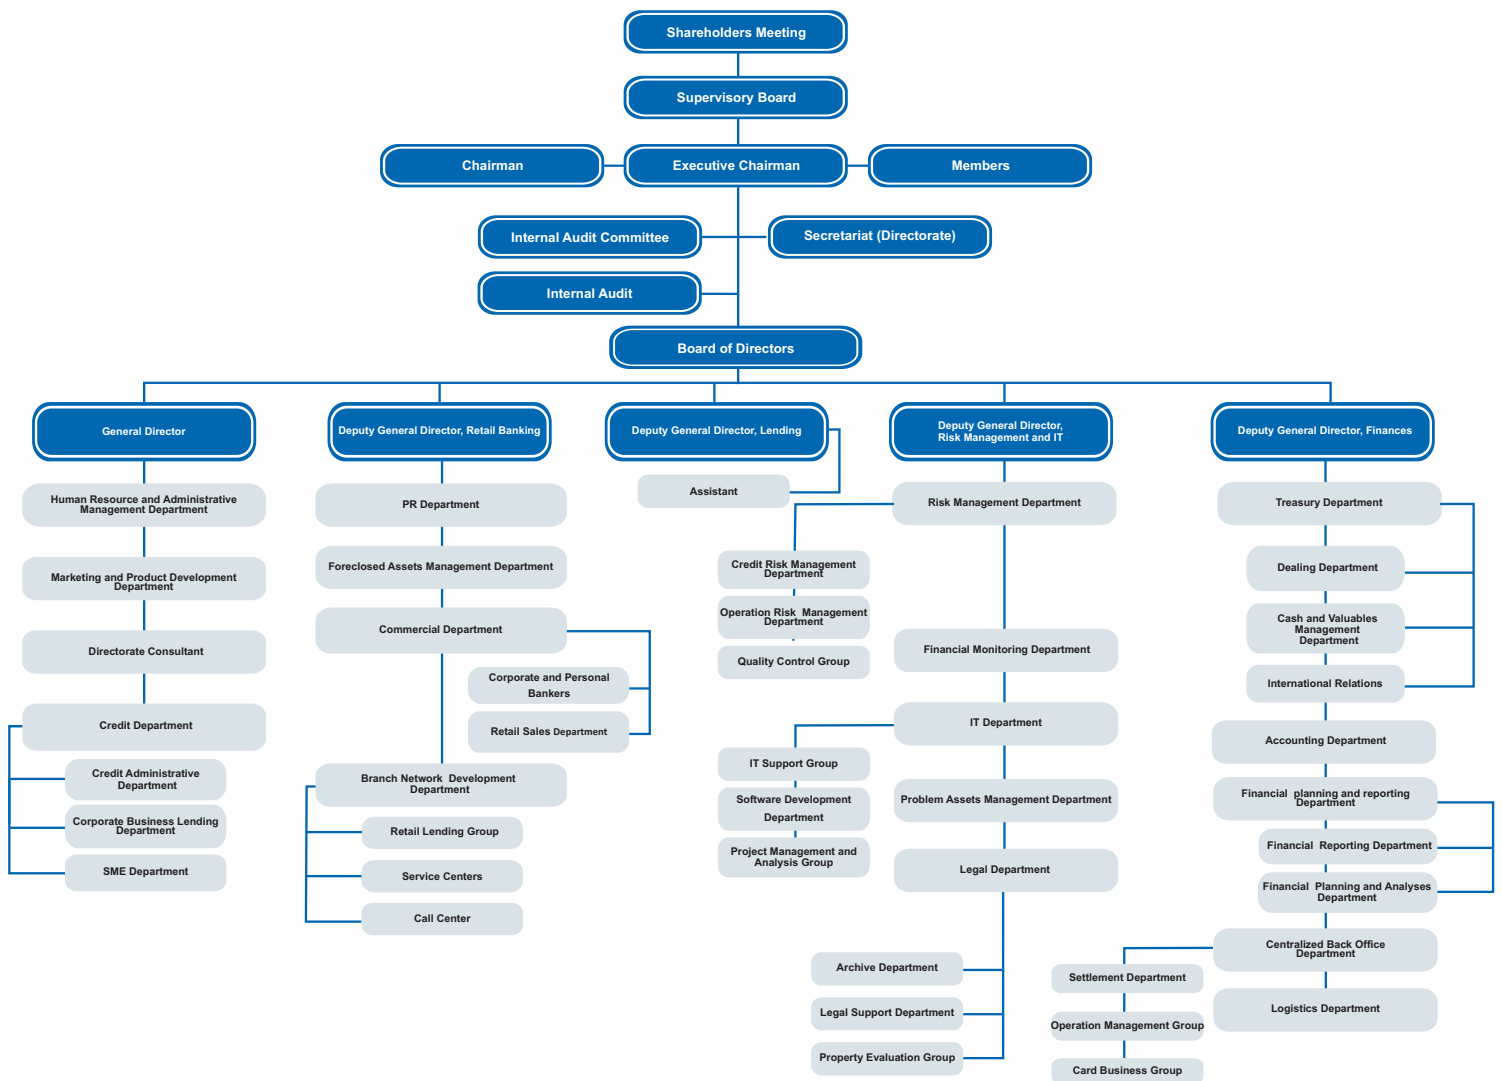 Shareholders Meeting
Supervisory Board
Chairman
Executive Chairman
Members
Internal Audit Committee
Secretariat (Directorate)
Internal Audit
Board of Directors
General Director
Human Resource and Administrative
Management Department
Marketing and Product Development
Department
Directorate Consultant
Credit Department
Credit Administrative
Department
Corporate Business Lending
Department
SME Department
Deputy General Director, Retail Banking
PR Department
Foreclosed Assets Management Department
Commercial Department
Corporate and Personal
Bankers
Retail Sales Department
Branch Network  Development
Department
Retail Lending Group
Service Centers
Call Center
Deputy General Director, Lending
Assistant
Deputy General Director,
Risk Management and IT
Risk Management Department
Credit Risk Management
Department
Operation Risk  Management
Department
Quality Control Group
Financial Monitoring Department
IT Department
IT Support Group
Software Development
Department
Project Management and
Analysis Group
Problem Assets Management Department
Legal Department
Archive Department
Legal Support Department
Property Evaluation Group
Deputy General Director, Finances
Treasury Department
Dealing Department
Cash and Valuables
Management
Department
International Relations
Accounting Department
Financial  planning and reporting
Department
Financial  Reporting Department
Financial  Planning and Analyses
Department
Centralized Back Office
Department
Settlement Department
Operation Management Group
Card Business Group
Logistics Department